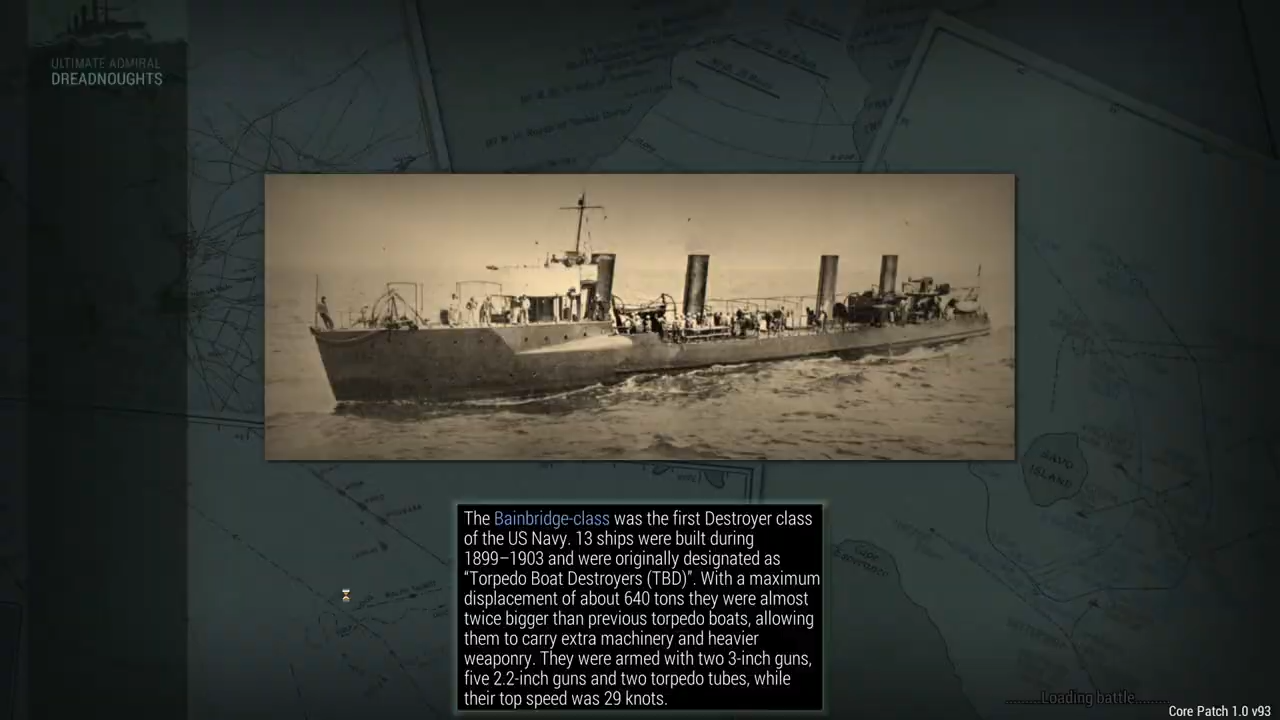 ULTIMATE ADMIRAL
DREADNOUGHTS
SAVO
ISLAND
Cape
Esperance
The Bainbridge-class was the first Destroyer class
of the US Navy. 13 ships were built during
1899–1903 and were originally designated as
“Torpedo Boat Destroyers (TBD)”. With a maximum
displacement of about 640 tons they were almost
twice bigger than previous torpedo boats, allowing
them to carry extra machinery and heavier
weaponry. They were armed with two 3-inch guns,
five 2.2-inch guns and two torpedo tubes, while
their top speed was 29 knots.
........Loading battle........
Core Patch 1.0 v93